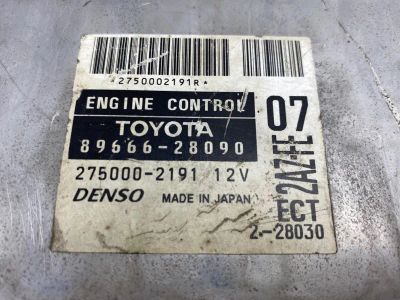 *2750002191R*
ENGINE CONTROL
TOYOTA
89666-28090
275000-2191 12V
DENSO MADE IN JAPAN
07
2AZ-FE
ECT
2-28030